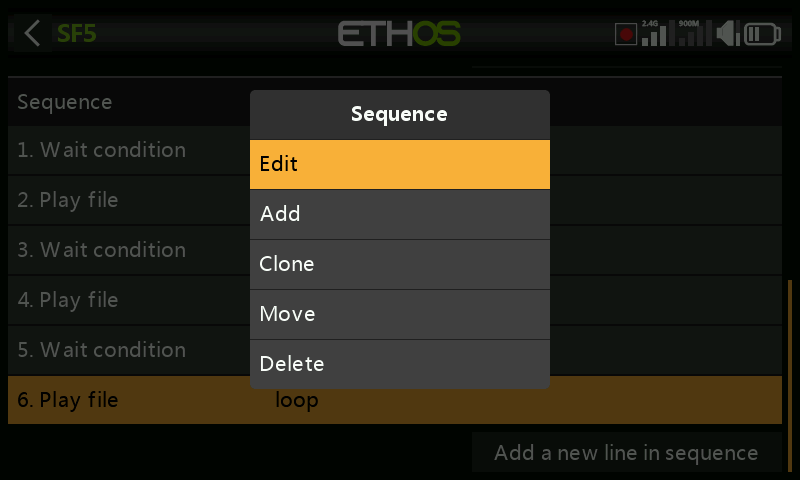 SF5
ETHOS
2.4G
900M
Sequence
1. Wait condition
2. Play file
3. Wait condition
4. Play file
5. Wait condition
6. Play file loop
Sequence
Edit
Add
Clone
Move
Delete
Add a new line in sequence